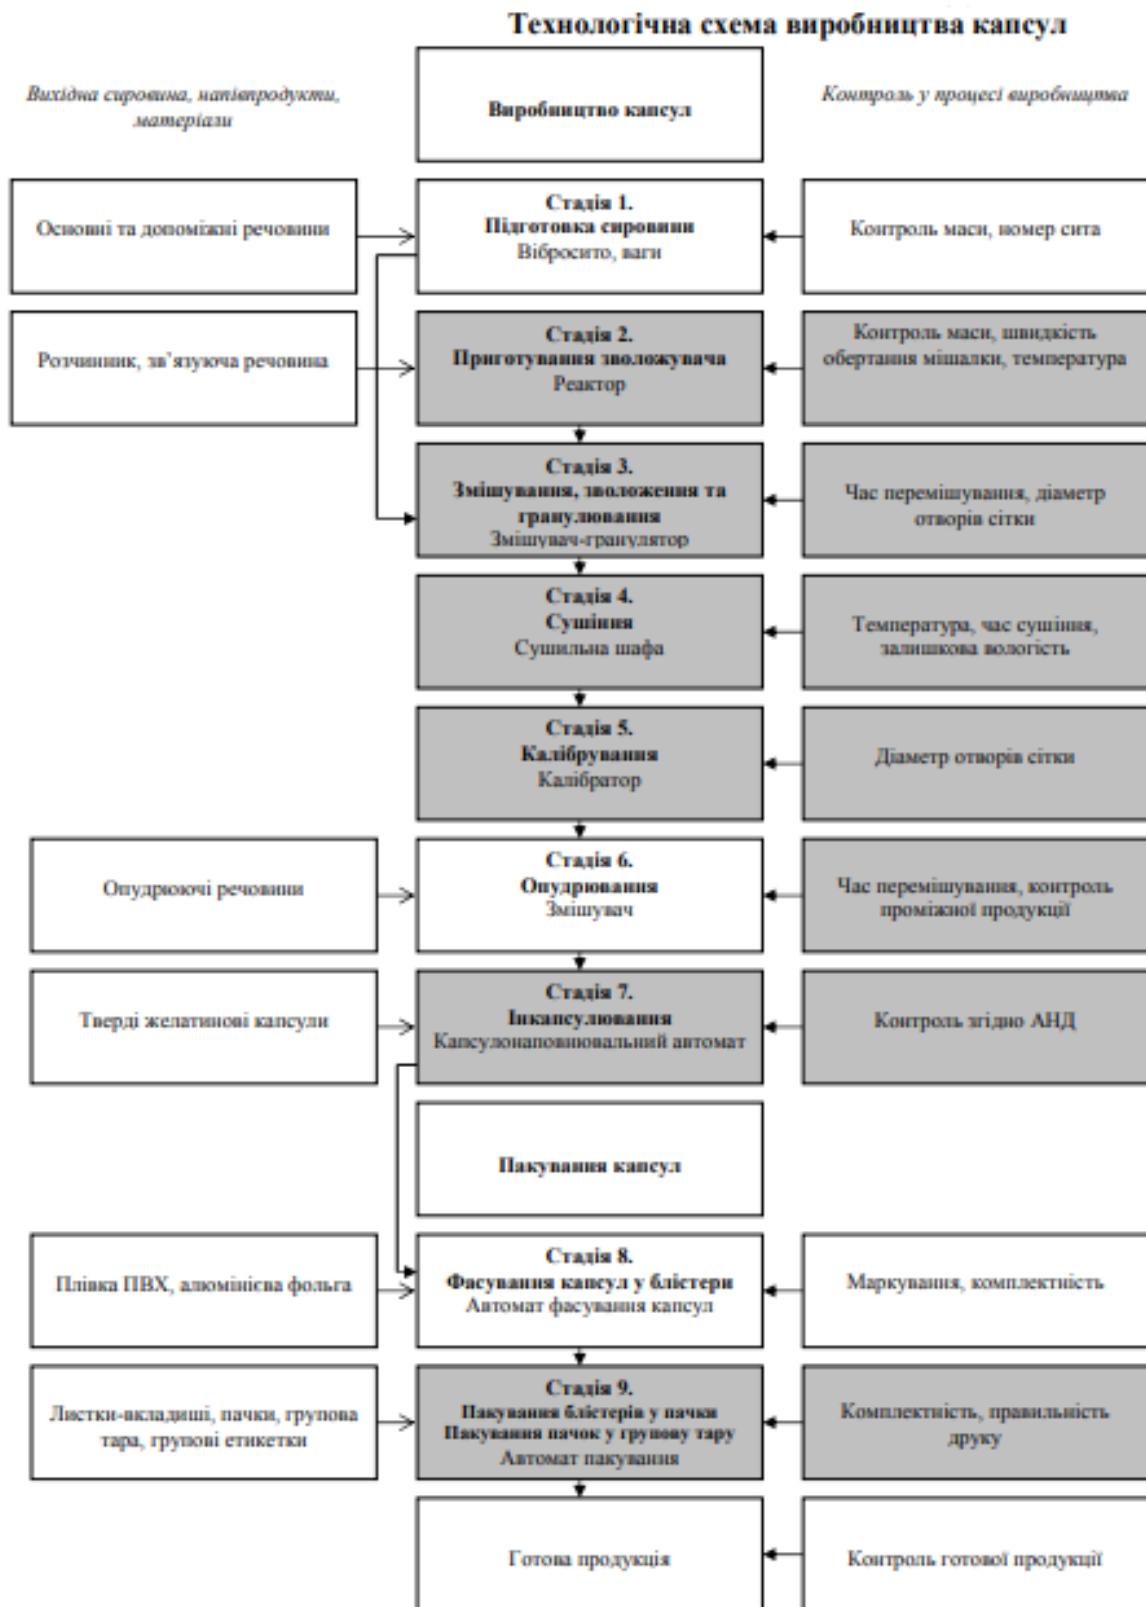 Технологічна схема виробництва капсул
Вихідна сировина, напівпродукти,
матеріали
Виробництво капсул
Контроль у процесі виробництва
Основні та допоміжні речовини
Стадія 1.
Підготовка сировини
Вібросито, ваги
Контроль маси, номер сита
Розчинник, зв’язуюча речовина
Стадія 2.
Приготування зволожувача
Реактор
Контроль маси, швидкість
обертання мішалки, температура
Стадія 3.
Змішування, зволоження та
гранулювання
Змішувач-гранулятор
Час перемішування, діаметр
отворів сітки
Стадія 4.
Сушіння
Сушильна шафа
Температура, час сушіння,
залишкова вологість
Стадія 5.
Калібрування
Калібратор
Діаметр отворів сітки
Опудрюючі речовини
Стадія 6.
Опудрювання
Змішувач
Час перемішування, контроль
проміжної продукції
Тверді желатинові капсули
Стадія 7.
Інкапсулювання
Капсулонаповнювальний автомат
Контроль згідно АНД
Пакування капсул
Плівка ПВХ, алюмінієва фольга
Стадія 8.
Фасування капсул у блістери
Автомат фасування капсул
Маркування, комплектність
Листки-вкладиші, пачки, групова
тара, групові етикетки
Стадія 9.
Пакування блістерів у пачки
Пакування пачок у групову тару
Автомат пакування
Комплектність, правильність
друку
Готова продукція
Контроль готової продукції